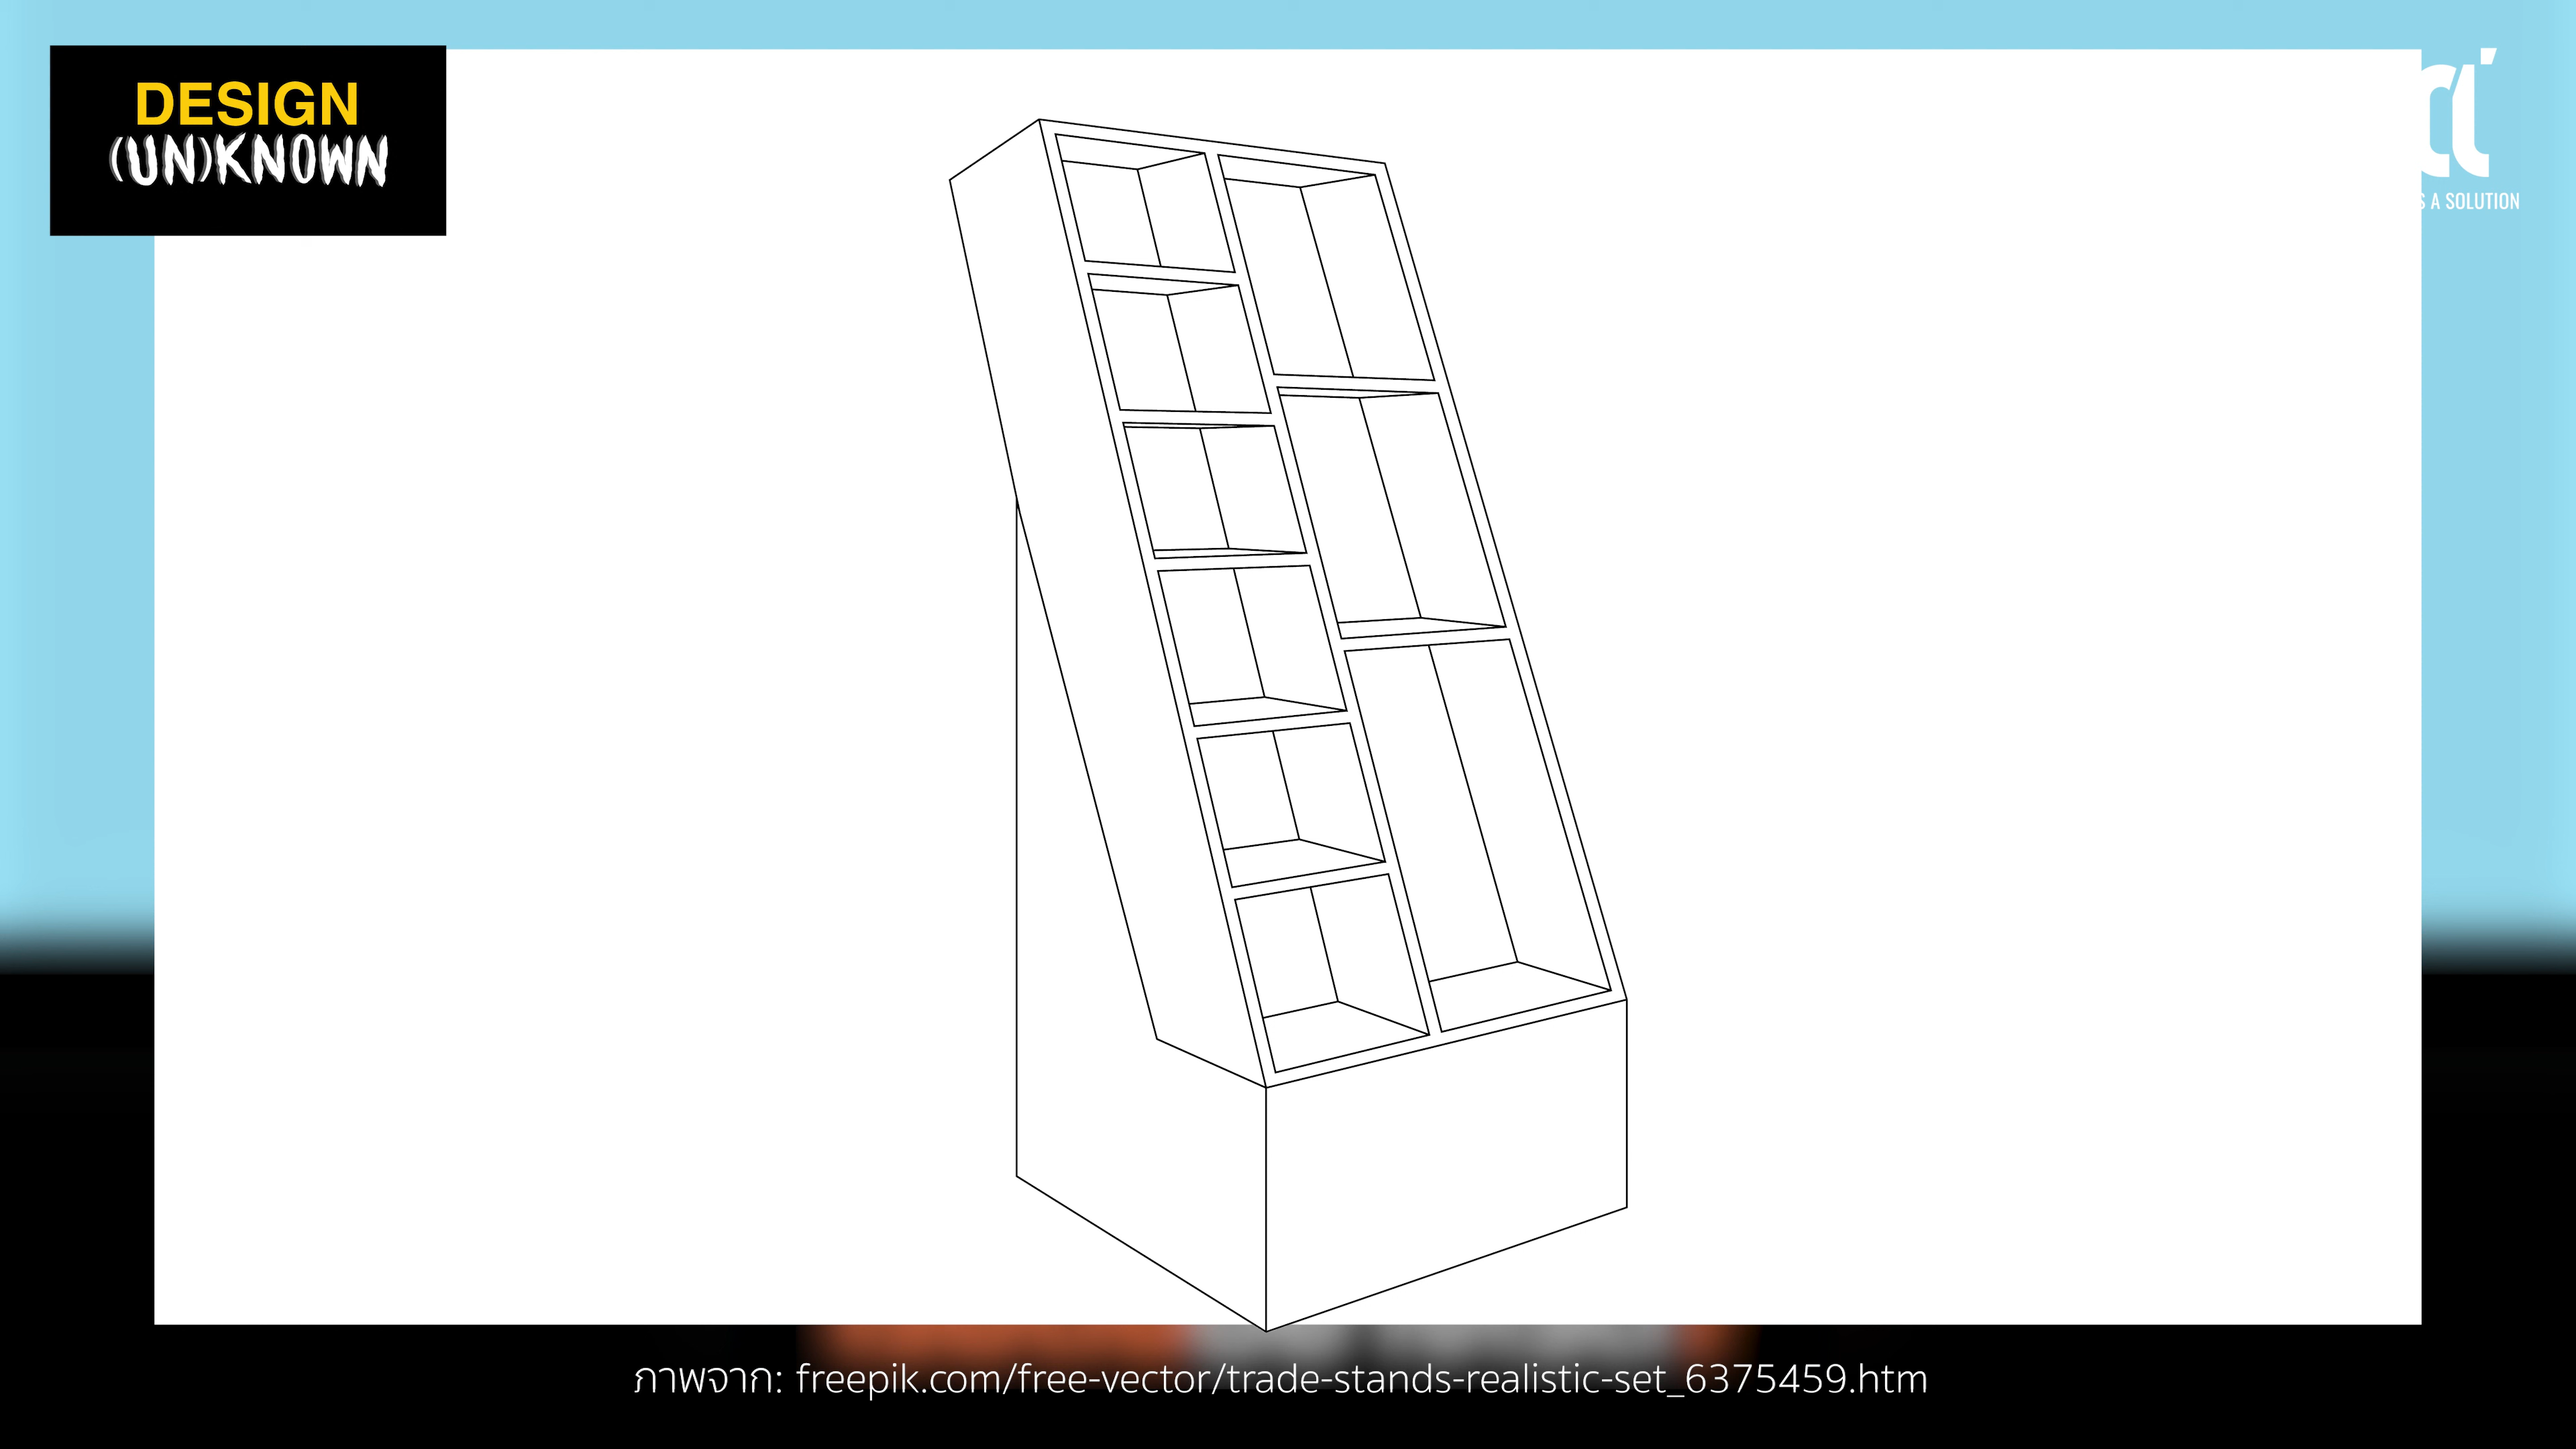 DESIGN
(UN)KNOWN
A SOLUTION
ภาพจาก: freepik.com/free-vector/trade-stands-realistic-set_6375459.htm